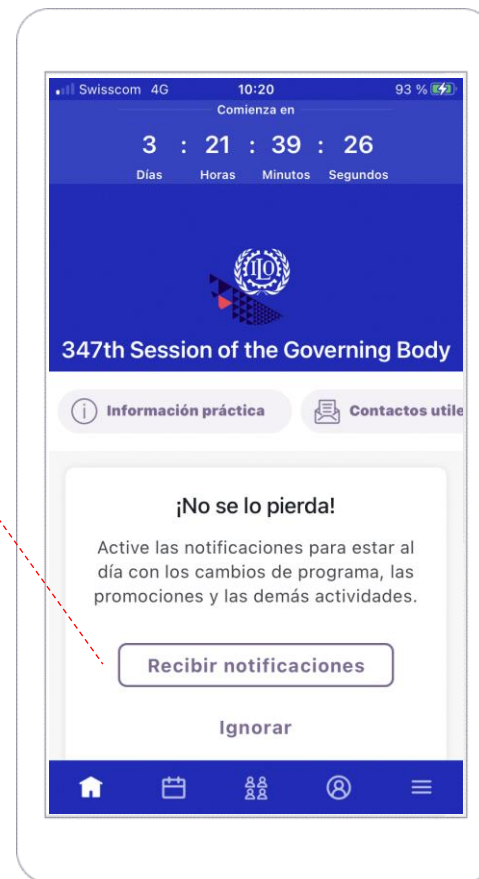 Swisscom 4G 10:20 93 %
Comienza en
3 : 21 : 39 : 26
Días Horas Minutos Segundos
ILO
347th Session of the Governing Body
Información práctica Contactos utile
¡No se lo pierda!
Active las notificaciones para estar al
día con los cambios de programa, las
promociones y las demás actividades.
Recibir notificaciones
Ignorar